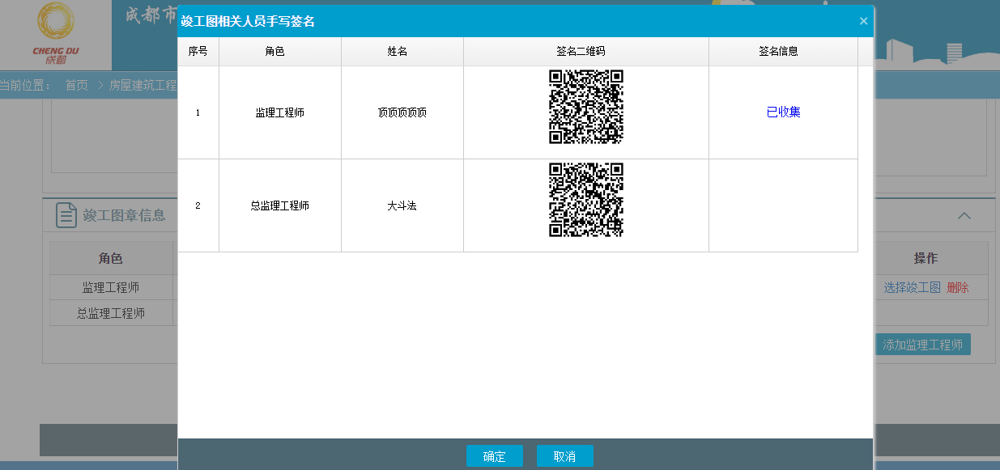 CHENG DU
成都
成都市
竣工图相关人员手写签名
×
序号 角色 姓名 签名二维码 签名信息
当前位置： 首页 > 房屋建筑工程
1 监理工程师 顶顶顶顶顶 已收集
2 总监理工程师 大斗法
竣工图章信息
角色 操作
监理工程师 选择竣工图 删除
总监理工程师
添加监理工程师
确定 取消